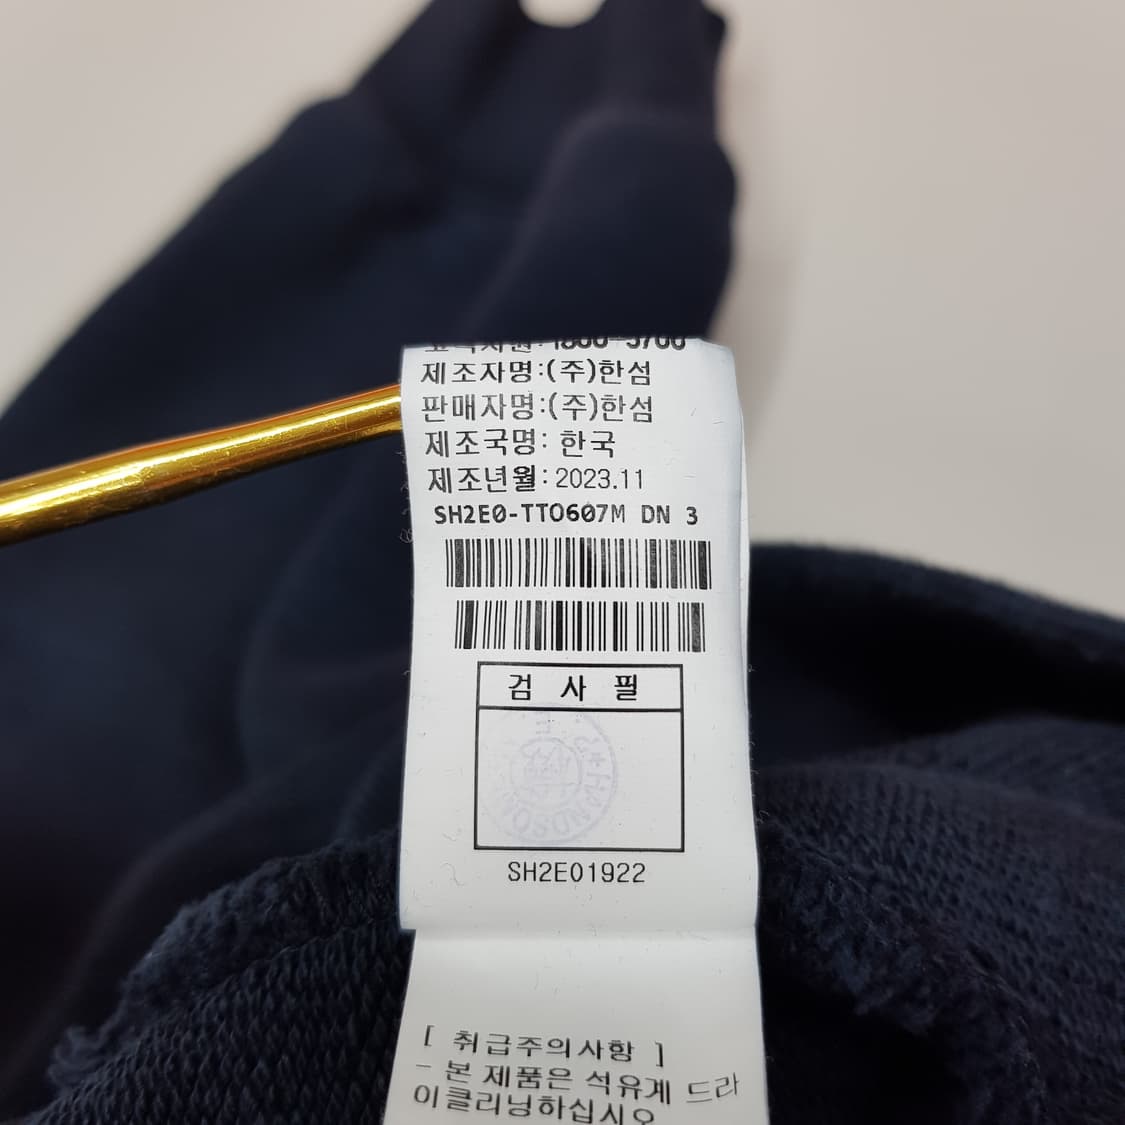 제조자명:(주)한섬
판매자명:(주)한섬
제조국명: 한국
제조년월: 2023.11
SH2E0-TTO607M DN 3
검 사 필
SH2E01922
[ 취급주의사항 ]
- 본 제품은 석유계 드라
이클리닝하십시오